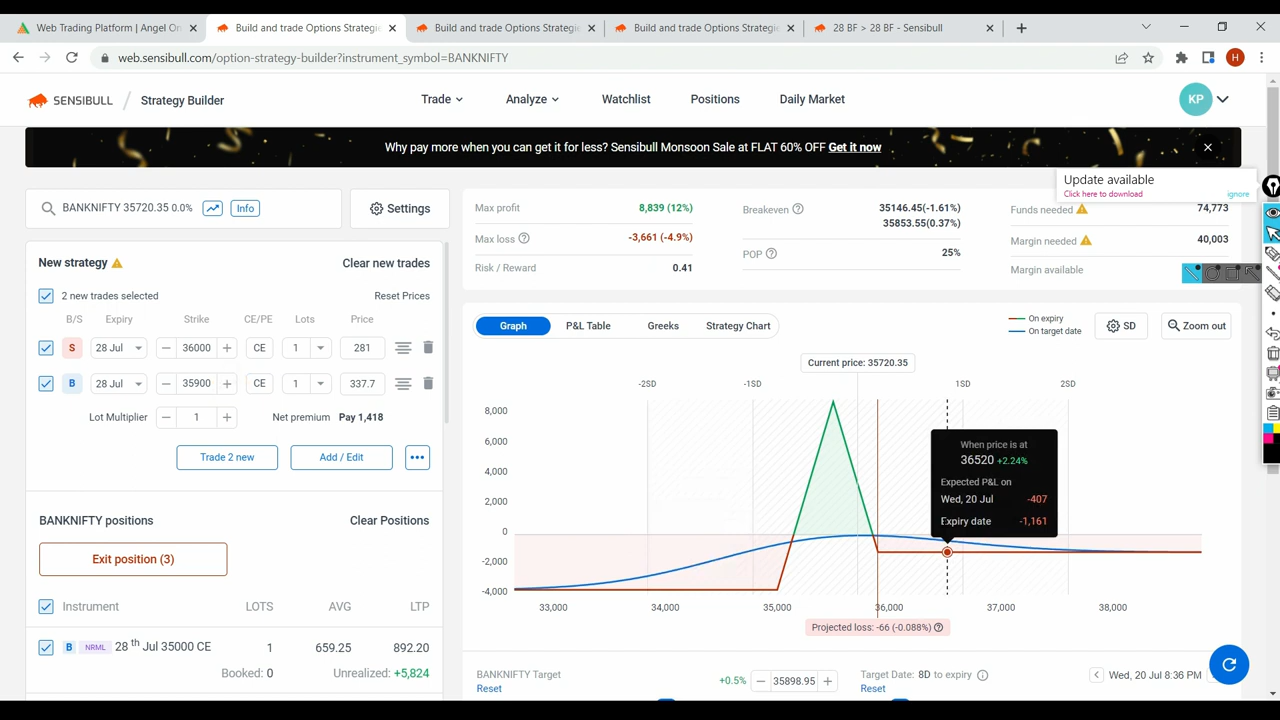 Web Trading Platform | Angel On
Build and trade Options Strategie
Build and trade Options Strategie
Build and trade Options Strategie
28 BF > 28 BF - Sensibull
web.sensibull.com/option-strategy-builder?instrument_symbol=BANKNIFTY
H
SENSIBULL / Strategy Builder
Trade
Analyze
Watchlist
Positions
Daily Market
KP
Why pay more when you can get it for less? Sensibull Monsoon Sale at FLAT 60% OFF Get it now
Update available
Click here to download
ignore
BANKNIFTY 35720.35 0.0%
Info
Settings
Max profit 8,839 (12%)
Max loss -3,661 (-4.9%)
Risk / Reward 0.41
Breakeven 35146.45(-1.61%)
35853.55(0.37%)
POP 25%
Funds needed 74,773
Margin needed 40,003
Margin available
New strategy
Clear new trades
2 new trades selected
Reset Prices
B/S Expiry Strike CE/PE Lots Price
S 28 Jul 36000 CE 1 281
B 28 Jul 35900 CE 1 337.7
Lot Multiplier 1 Net premium Pay 1,418
Trade 2 new
Add / Edit
BANKNIFTY positions
Clear Positions
Exit position (3)
Instrument LOTS AVG LTP
B NRML 28 th Jul 35000 CE 1 659.25 892.20
Booked: 0 Unrealized: +5,824
Graph
P&L Table
Greeks
Strategy Chart
On expiry
On target date
SD
Zoom out
Current price: 35720.35
-2SD -1SD 1SD 2SD
8,000
6,000
4,000
2,000
0
-2,000
-4,000
When price is at
36520 +2.24%
Expected P&L on
Wed, 20 Jul -407
Expiry date -1,161
33,000 34,000 35,000 36,000 37,000 38,000
Projected loss: -66 (-0.088%)
BANKNIFTY Target
Reset
+0.5% 35898.95
Target Date: 8D to expiry
Reset
Wed, 20 Jul 8:36 PM